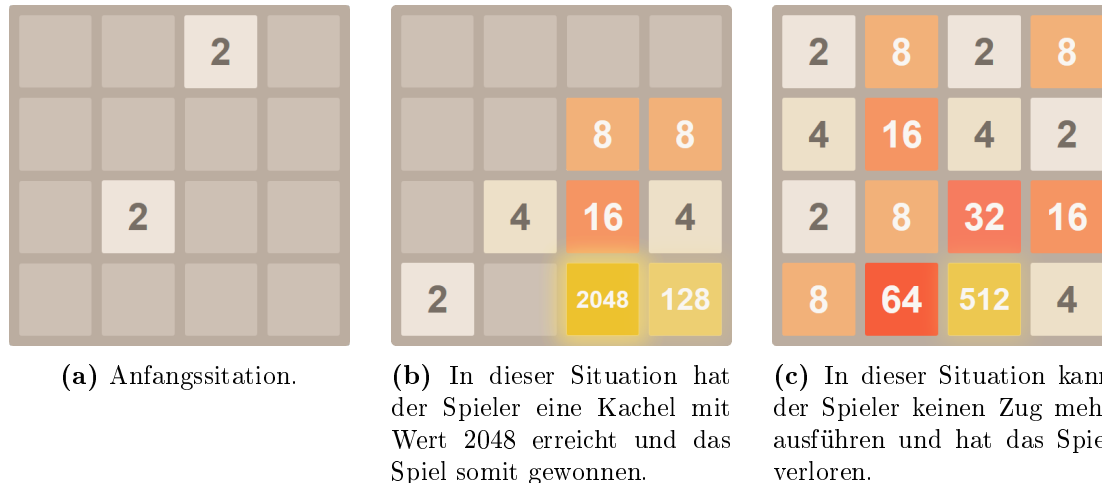 2
2
8 8
4 16 4
2 2048 128
2 8 2 8
4 16 4 2
2 8 32 16
8 64 512 4
(a) Anfangssitation.
(b) In dieser Situation hat
der Spieler eine Kachel mit
Wert 2048 erreicht und das
Spiel somit gewonnen.
(c) In dieser Situation kann
der Spieler keinen Zug meh
ausführen und hat das Spie
verloren.